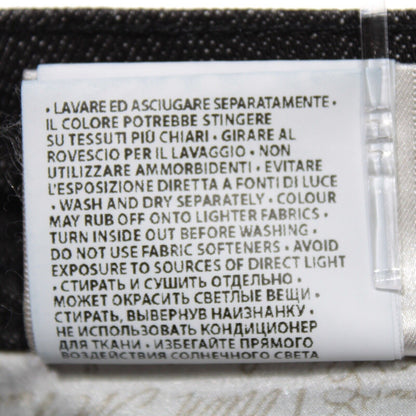 • LAVARE ED ASCIUGARE SEPARATAMENTE •
IL COLORE POTREBBE STINGERE
SU TESSUTI PIÙ CHIARI • GIRARE AL
ROVESCIO PER IL LAVAGGIO • NON
UTILIZZARE AMMORBIDENTI • EVITARE
L'ESPOSIZIONE DIRETTA A FONTI DI LUCE
• WASH AND DRY SEPARATELY • COLOUR
MAY RUB OFF ONTO LIGHTER FABRICS •
TURN INSIDE OUT BEFORE WASHING •
DO NOT USE FABRIC SOFTENERS • AVOID
EXPOSURE TO SOURCES OF DIRECT LIGHT
• СТИРАТЬ И СУШИТЬ ОТДЕЛЬНО •
МОЖЕТ ОКРАСИТЬ СВЕТЛЫЕ ВЕЩИ •
СТИРАТЬ, ВЫВЕРНУВ НАИЗНАНКУ •
НЕ ИСПОЛЬЗОВАТЬ КОНДИЦИОНЕР
ДЛЯ ТКАНИ • ИЗБЕГАЙТЕ ПРЯМОГО
ВОЗДЕЙСТВИЯ СОЛНЕЧНОГО СВЕТА